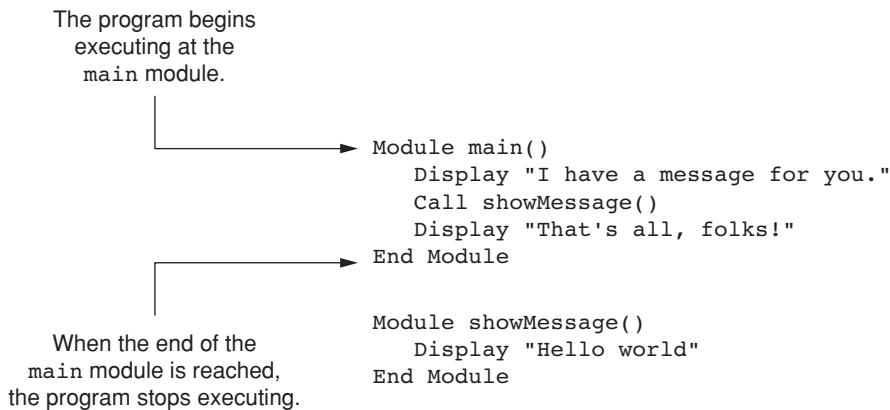 The program begins
executing at the
main module.
Module main()
Display "I have a message for you."
Call showMessage()
Display "That's all, folks!"
End Module
When the end of the
main module is reached,
the program stops executing.
Module showMessage()
Display "Hello world"
End Module